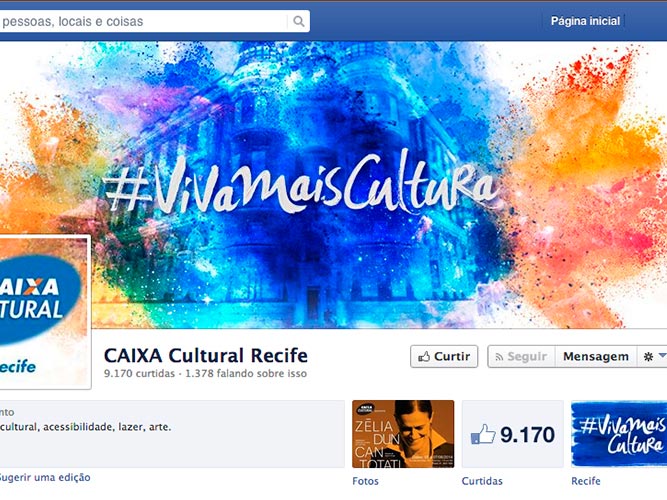 pessoas, locais e coisas
Página inicial
#VivaMaisCultura
CAIXA
CULTURAL
Recife
CAIXA Cultural Recife
9.170 curtidas · 1.378 falando sobre isso
Curtir
Seguir
Mensagem
cultural, acessibilidade, lazer, arte.
Sugerir uma edição
CAIXA
CULTURAL
ZÉLIA
DUN
CAN
TOTATI
9.170
#VivaMais
Cultura
Fotos
Curtidas
Recife